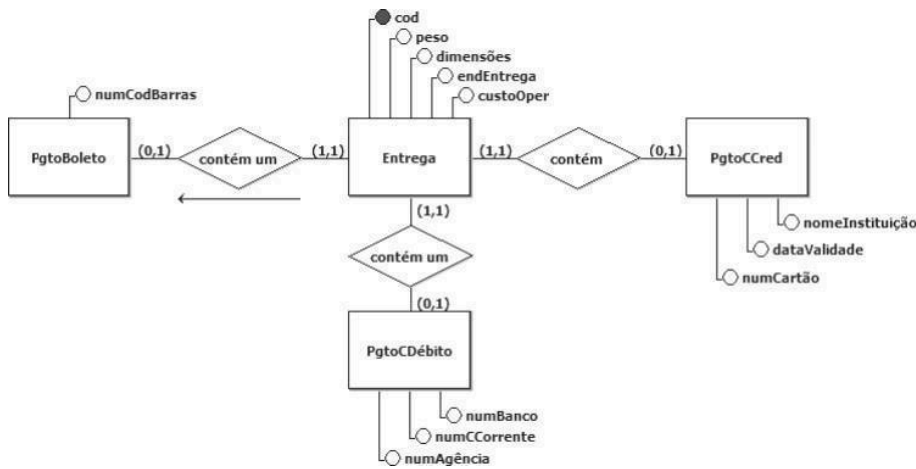 cod
peso
dimensões
endEntrega
custoOper
numCodBarras
PgtoBoleto
(0,1)
contém um
(1,1)
Entrega
(1,1)
contém
(0,1)
PgtoCCred
(1,1)
nomeInstituição
dataValidade
numCartão
contém um
(0,1)
PgtoCDébito
numBanco
numCCorrente
numAgência